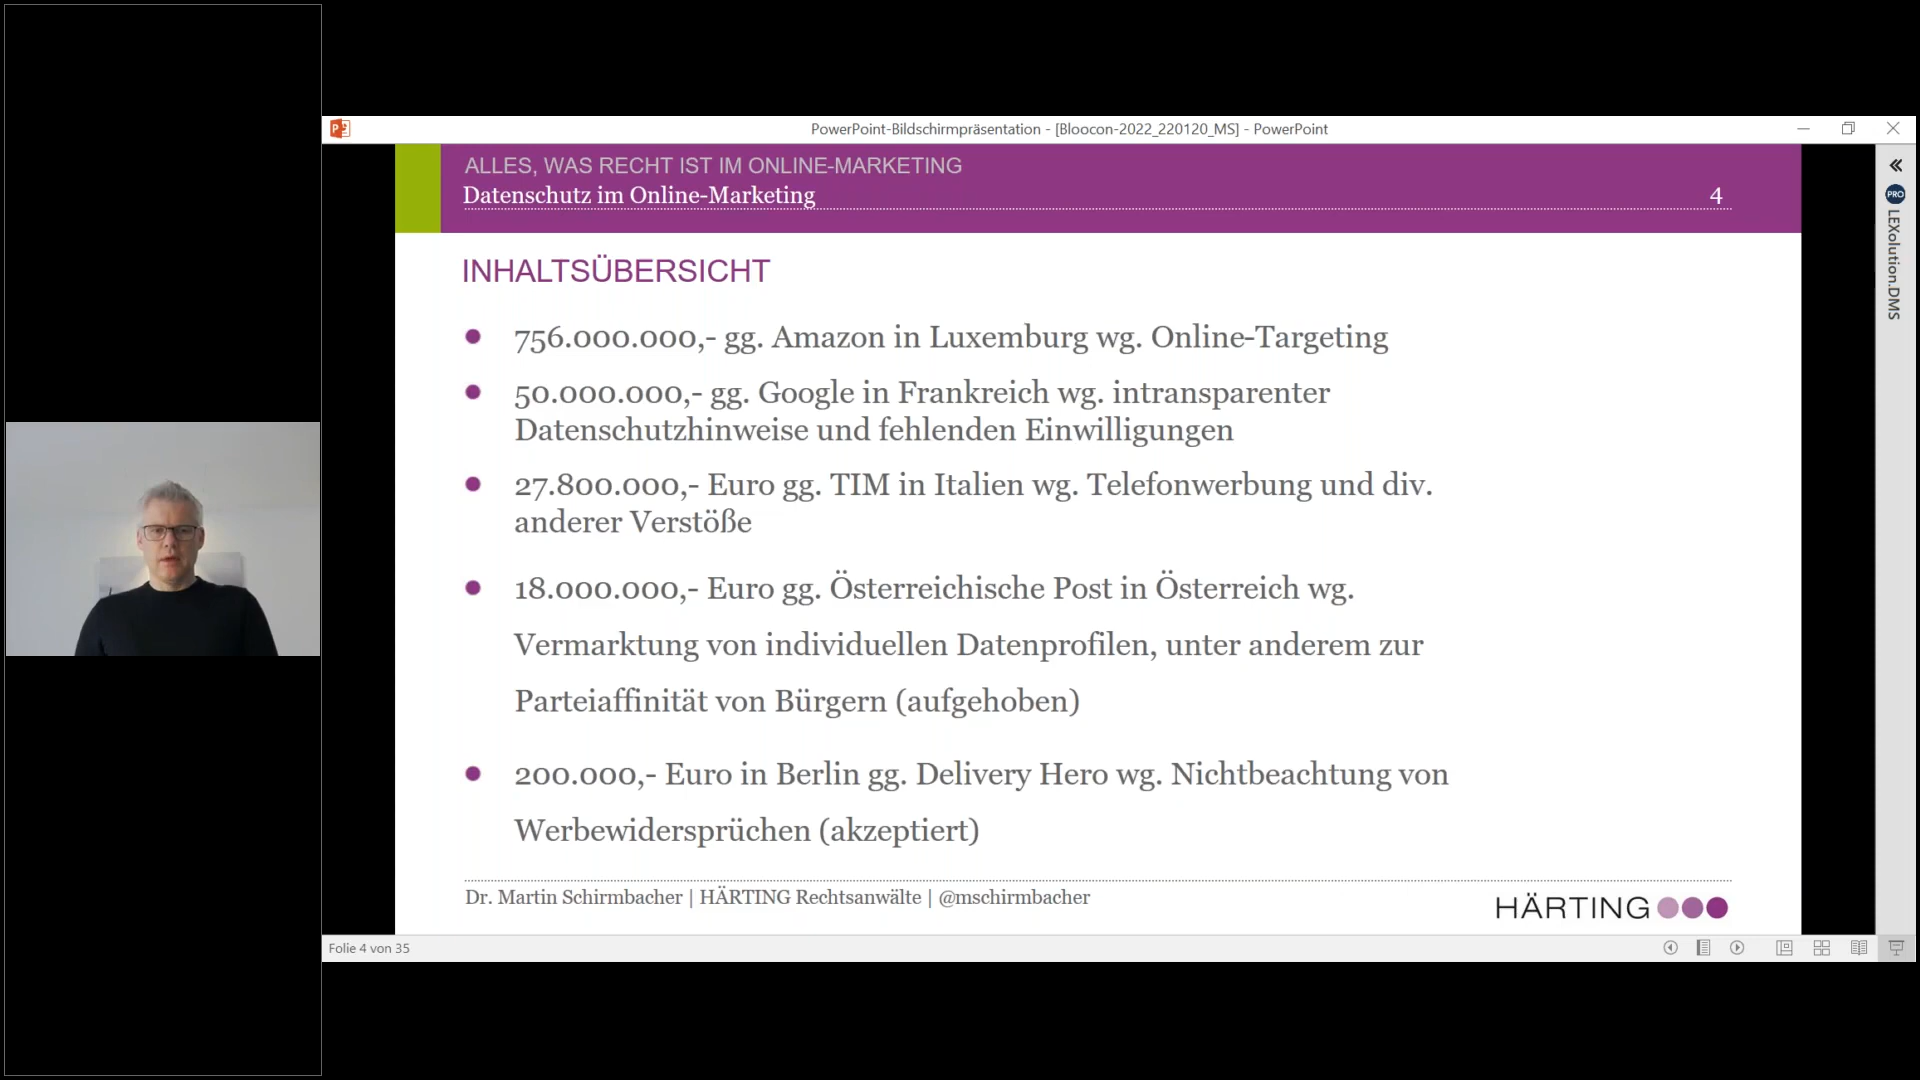 PowerPoint-Bildschirmpräsentation - [Bloocon-2022_220120_MS] - PowerPoint
ALLES, WAS RECHT IST IM ONLINE-MARKETING
Datenschutz im Online-Marketing
4
INHALTSÜBERSICHT
756.000.000,- gg. Amazon in Luxemburg wg. Online-Targeting
50.000.000,- gg. Google in Frankreich wg. intransparenter
Datenschutzhinweise und fehlenden Einwilligungen
27.800.000,- Euro gg. TIM in Italien wg. Telefonwerbung und div.
anderer Verstöße
18.000.000,- Euro gg. Österreichische Post in Österreich wg.
Vermarktung von individuellen Datenprofilen, unter anderem zur
Parteiaffinität von Bürgern (aufgehoben)
200.000,- Euro in Berlin gg. Delivery Hero wg. Nichtbeachtung von
Werbewidersprüchen (akzeptiert)
Dr. Martin Schirmbacher | HÄRTING Rechtsanwälte | @mschirmbacher
HÄRTING
Folie 4 von 35
PRO
LEXolution.DMS